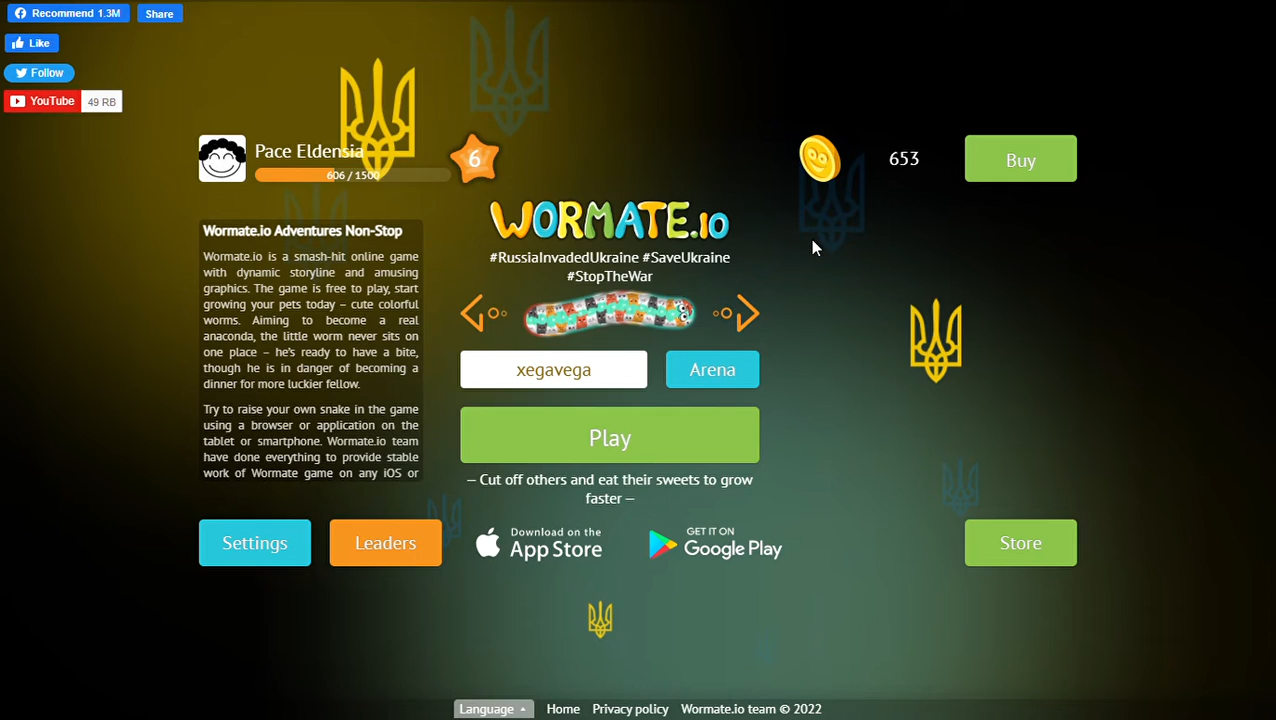 Recommend 1.3M
Share
Like
Follow
YouTube
49 RB
Pace Eldensia
606 / 1500
6
653
Buy
Wormate.io Adventures Non-Stop
Wormate.io is a smash-hit online game
with dynamic storyline and amusing
graphics. The game is free to play, start
growing your pets today – cute colorful
worms. Aiming to become a real
anaconda, the little worm never sits on
one place – he's ready to have a bite,
though he is in danger of becoming a
dinner for more luckier fellow.
Try to raise your own snake in the game
using a browser or application on the
tablet or smartphone. Wormate.io team
have done everything to provide stable
work of Wormate game on any iOS or
WORMATE.IO
#RussiaInvadedUkraine #SaveUkraine
#StopTheWar
xegavega
Arena
Play
— Cut off others and eat their sweets to grow
faster —
Settings
Leaders
Download on the
App Store
GET IT ON
Google Play
Store
Language
Home
Privacy policy
Wormate.io team © 2022